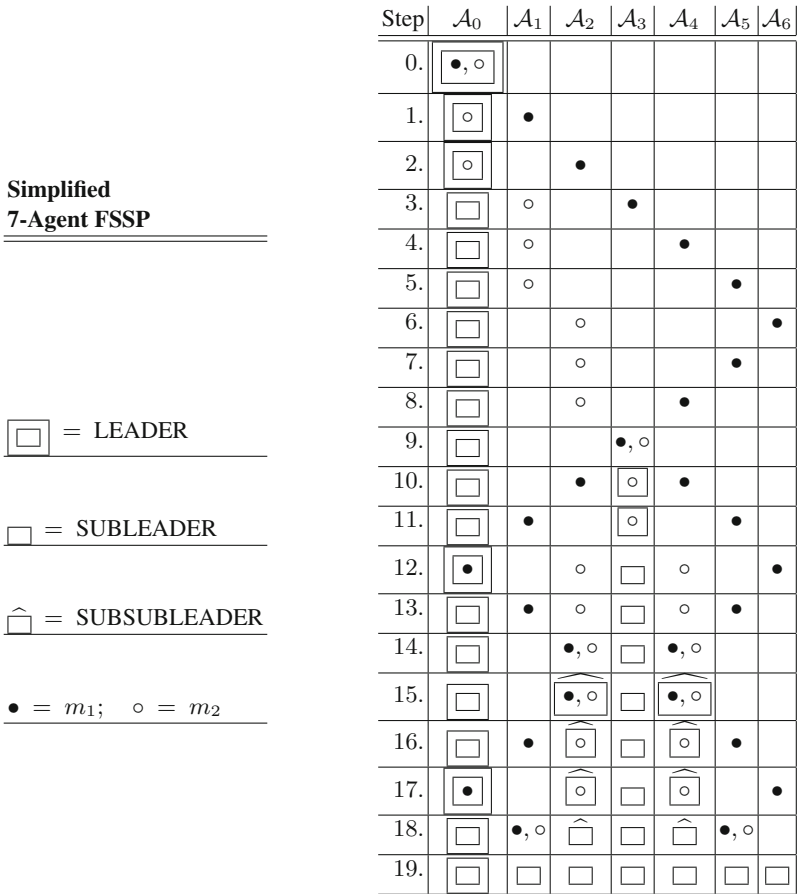 Simplified
7-Agent FSSP
= LEADER
= SUBLEADER
= SUBSUBLEADER
• = m₁; ∘ = m₂
Step A₀ A₁ A₂ A₃ A₄ A₅ A₆
0. •, ∘
1. ∘ •
2. ∘ •
3. ∘ •
4. ∘ •
5. ∘ •
6. ∘ •
7. ∘ •
8. ∘ •
9. •, ∘
10. • ∘ •
11. • ∘ •
12. • ∘ ∘ •
13. • ∘ ∘ •
14. •, ∘ •, ∘
15. •, ∘ •, ∘
16. • ∘ ∘ •
17. • ∘ ∘ •
18. •, ∘ •, ∘
19.